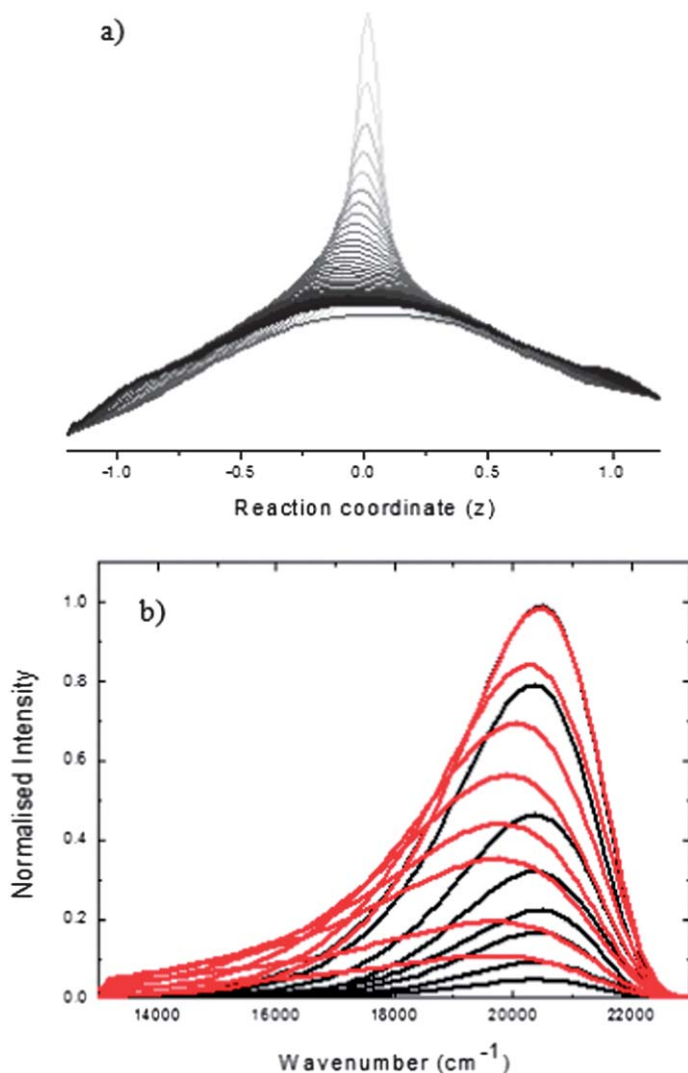 a)
-1.0 -0.5 0.0 0.5 1.0
Reaction coordinate (z)
b)
1.0
0.8
0.6
0.4
0.2
0.0
Normalised Intensity
14000 16000 18000 20000 22000
Wavenumber (cm⁻¹)